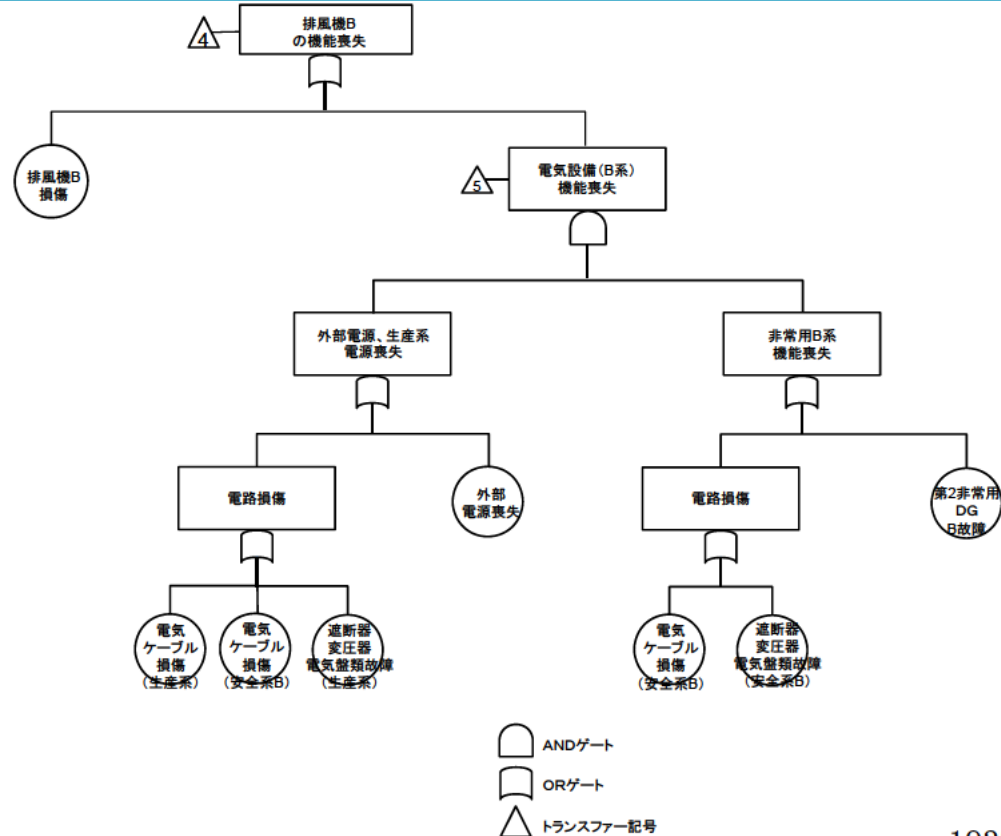 排風機B
の機能喪失
4
排風機B
損傷
電気設備(B系)
機能喪失
5
外部電源、生産系
電源喪失
非常用B系
機能喪失
電路損傷
外部
電源喪失
電路損傷
第2非常用
DG
B故障
電気
ケーブル
損傷
(生産系)
電気
ケーブル
損傷
(安全系B)
遮断器
変圧器
電気盤類故障
(生産系)
電気
ケーブル
損傷
(安全系B)
遮断器
変圧器
電気盤類故障
(安全系B)
ANDゲート
ORゲート
トランスファー記号